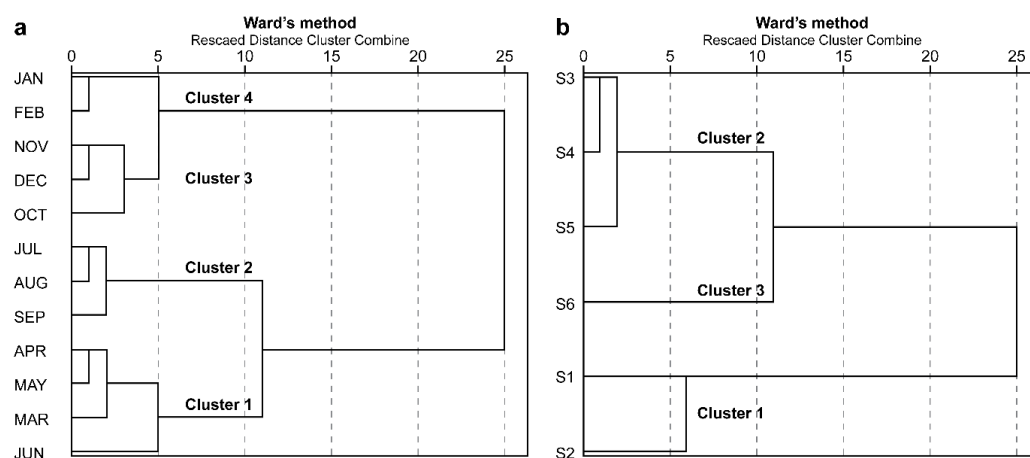 a
Ward's method
Rescaed Distance Cluster Combine
0 5 10 15 20 25
JAN
FEB
NOV
DEC
OCT
JUL
AUG
SEP
APR
MAY
MAR
JUN
Cluster 4
Cluster 3
Cluster 2
Cluster 1
b
Ward's method
Rescaed Distance Cluster Combine
0 5 10 15 20 25
S3
S4
S5
S6
S1
S2
Cluster 2
Cluster 3
Cluster 1